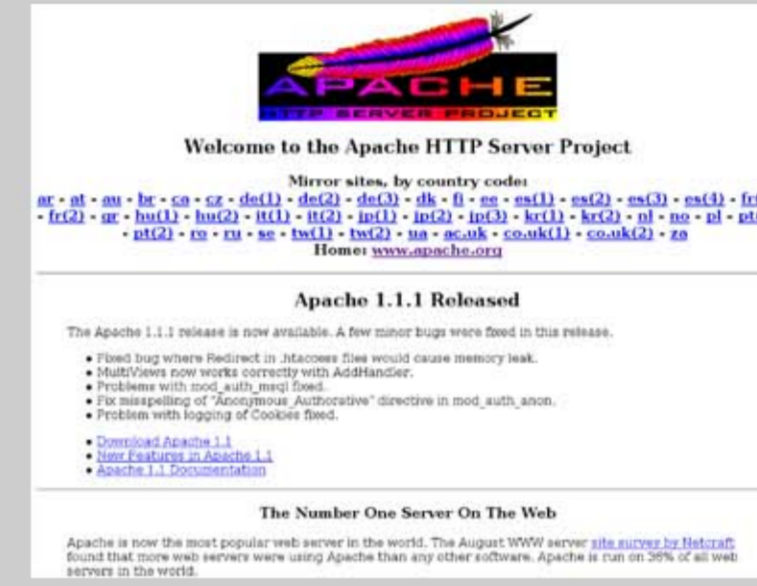 APACHE
HTTP SERVER PROJECT
Welcome to the Apache HTTP Server Project
Mirror sites, by country code:
ar - at - au - br - ca - cz - de(1) - de(2) - de(3) - dk - fi - ee - es(1) - es(2) - es(3) - es(4) - fr(
- fr(2) - gr - hu(1) - hu(2) - it(1) - it(2) - jp(1) - jp(2) - jp(3) - kr(1) - kr(2) - nl - no - pl - pt(
- pt(2) - ro - ru - se - tw(1) - tw(2) - ua - ac.uk - co.uk(1) - co.uk(2) - za
Home: www.apache.org
Apache 1.1.1 Released
The Apache 1.1.1 release is now available. A few minor bugs were fixed in this release.
• Fixed bug where Redirect in .htaccess files would cause memory leak.
• MultiViews now works correctly with AddHandler.
• Problems with mod_auth_msql fixed.
• Fix misspelling of "Anonymous_Authorative" directive in mod_auth_anon.
• Problem with logging of Cookies fixed.
• Download Apache 1.1
• New Features in Apache 1.1
• Apache 1.1 Documentation
The Number One Server On The Web
Apache is now the most popular web server in the world. The August WWW server site survey by Netcraft
found that more web servers were using Apache than any other software. Apache is run on 36% of all web
servers in the world.